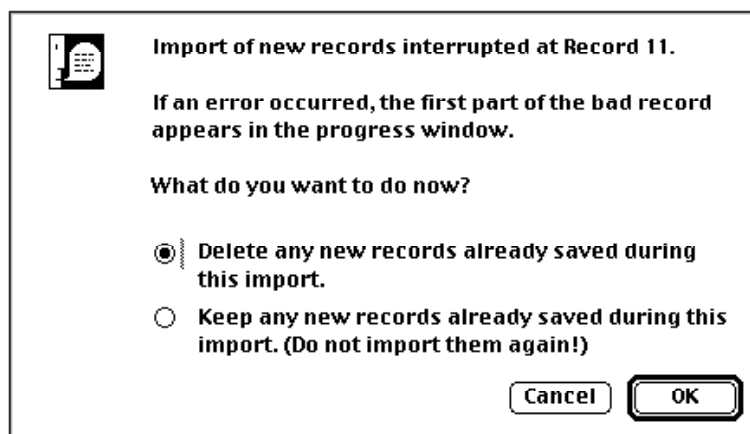 Import of new records interrupted at Record 11.
If an error occurred, the first part of the bad record
appears in the progress window.
What do you want to do now?
Delete any new records already saved during
this import.
Keep any new records already saved during this
import. (Do not import them again!)
Cancel
OK